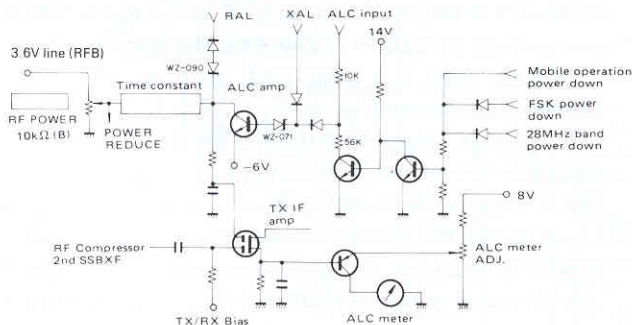 RAL
XAL
ALC input
14V
3.6V line (RFB)
WZ-090
Time constant
ALC amp
10K
Mobile operation
power down
FSK power
down
28MHz band
power down
RF POWER
10kΩ (B)
POWER
REDUCE
WZ-071
56K
-6V
8V
TX IF
amp
RF Compressor
2nd SSBXF
ALC meter
ADJ.
TX/RX Bias
ALC meter